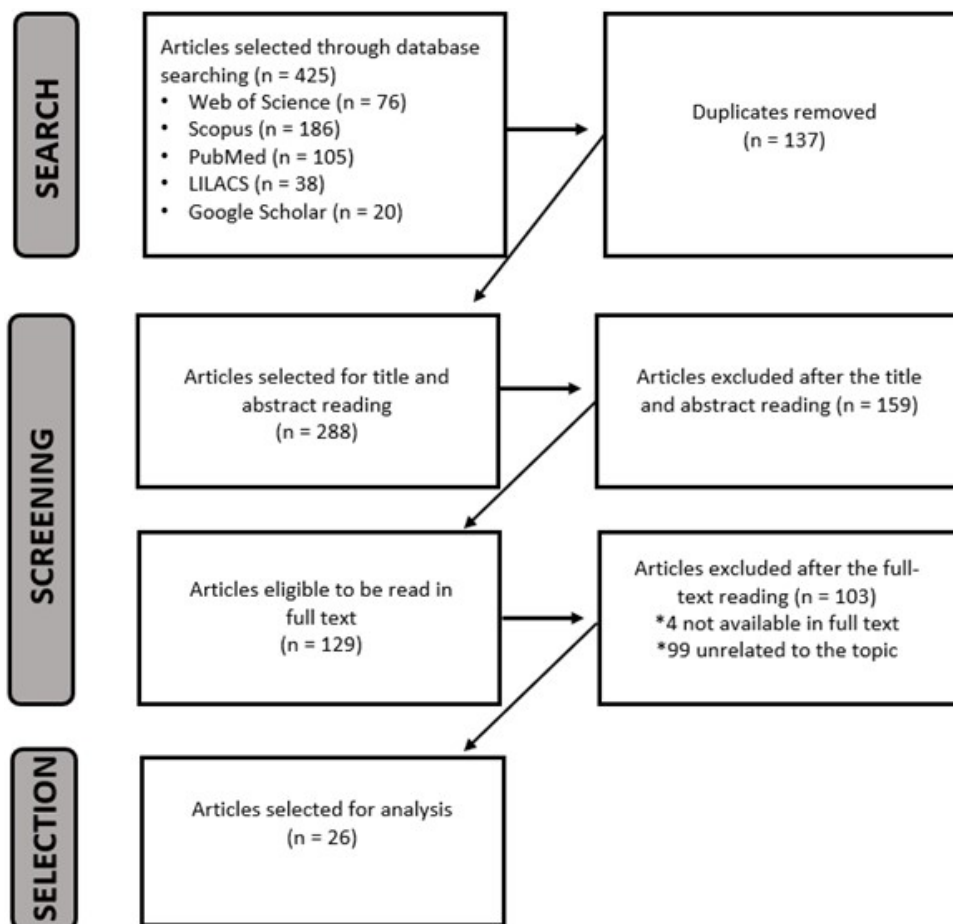 SEARCH
Articles selected through database
searching (n = 425)
• Web of Science (n = 76)
• Scopus (n = 186)
• PubMed (n = 105)
• LILACS (n = 38)
• Google Scholar (n = 20)
Duplicates removed
(n = 137)
SCREENING
Articles selected for title and
abstract reading
(n = 288)
Articles excluded after the title
and abstract reading (n = 159)
Articles eligible to be read in
full text
(n = 129)
Articles excluded after the full-
text reading (n = 103)
*4 not available in full text
*99 unrelated to the topic
SELECTION
Articles selected for analysis
(n = 26)